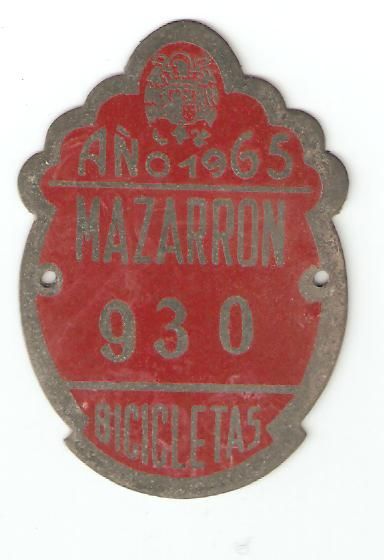 AÑO 1965
MAZARRON
930
BICICLETAS